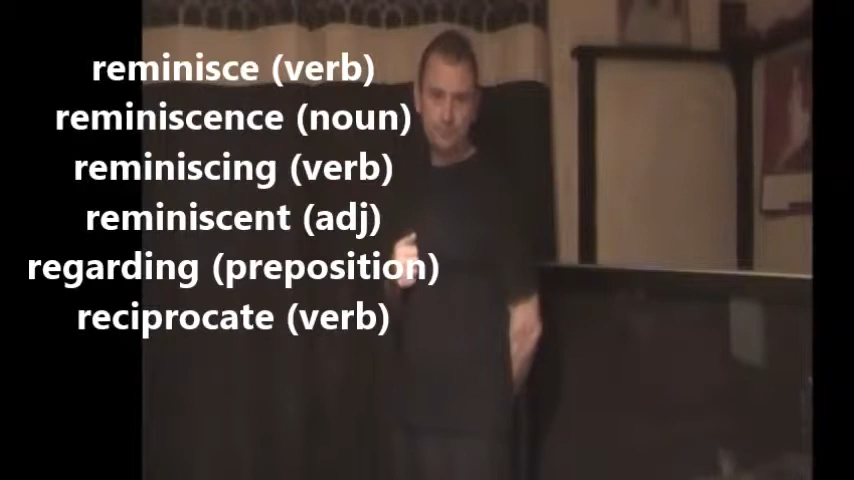 reminisce (verb)
reminiscence (noun)
reminiscing (verb)
reminiscent (adj)
regarding (preposition)
reciprocate (verb)